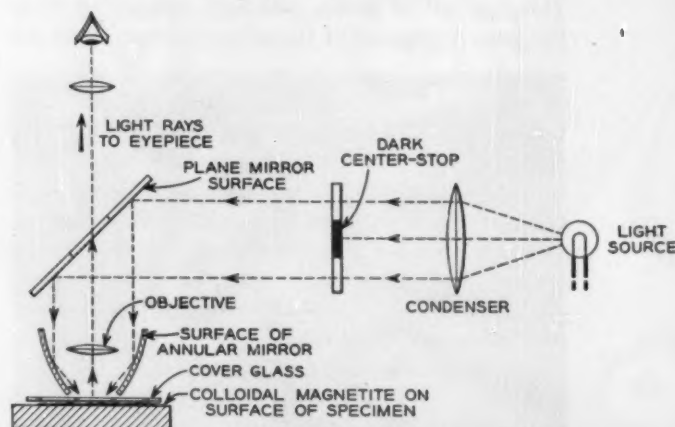 LIGHT RAYS
TO EYEPIECE
PLANE MIRROR
SURFACE
DARK
CENTER-STOP
LIGHT
SOURCE
CONDENSER
OBJECTIVE
SURFACE OF
ANNULAR MIRROR
COVER GLASS
COLLOIDAL MAGNETITE ON
SURFACE OF SPECIMEN